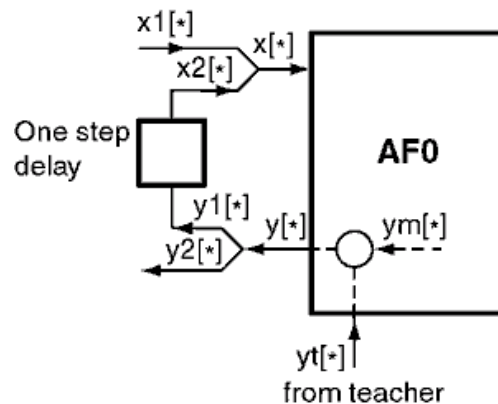 x1[*]
x[*]
x2[*]
One step
delay
AF0
y1[*]
y[*]
ym[*]
y2[*]
yt[*]
from teacher